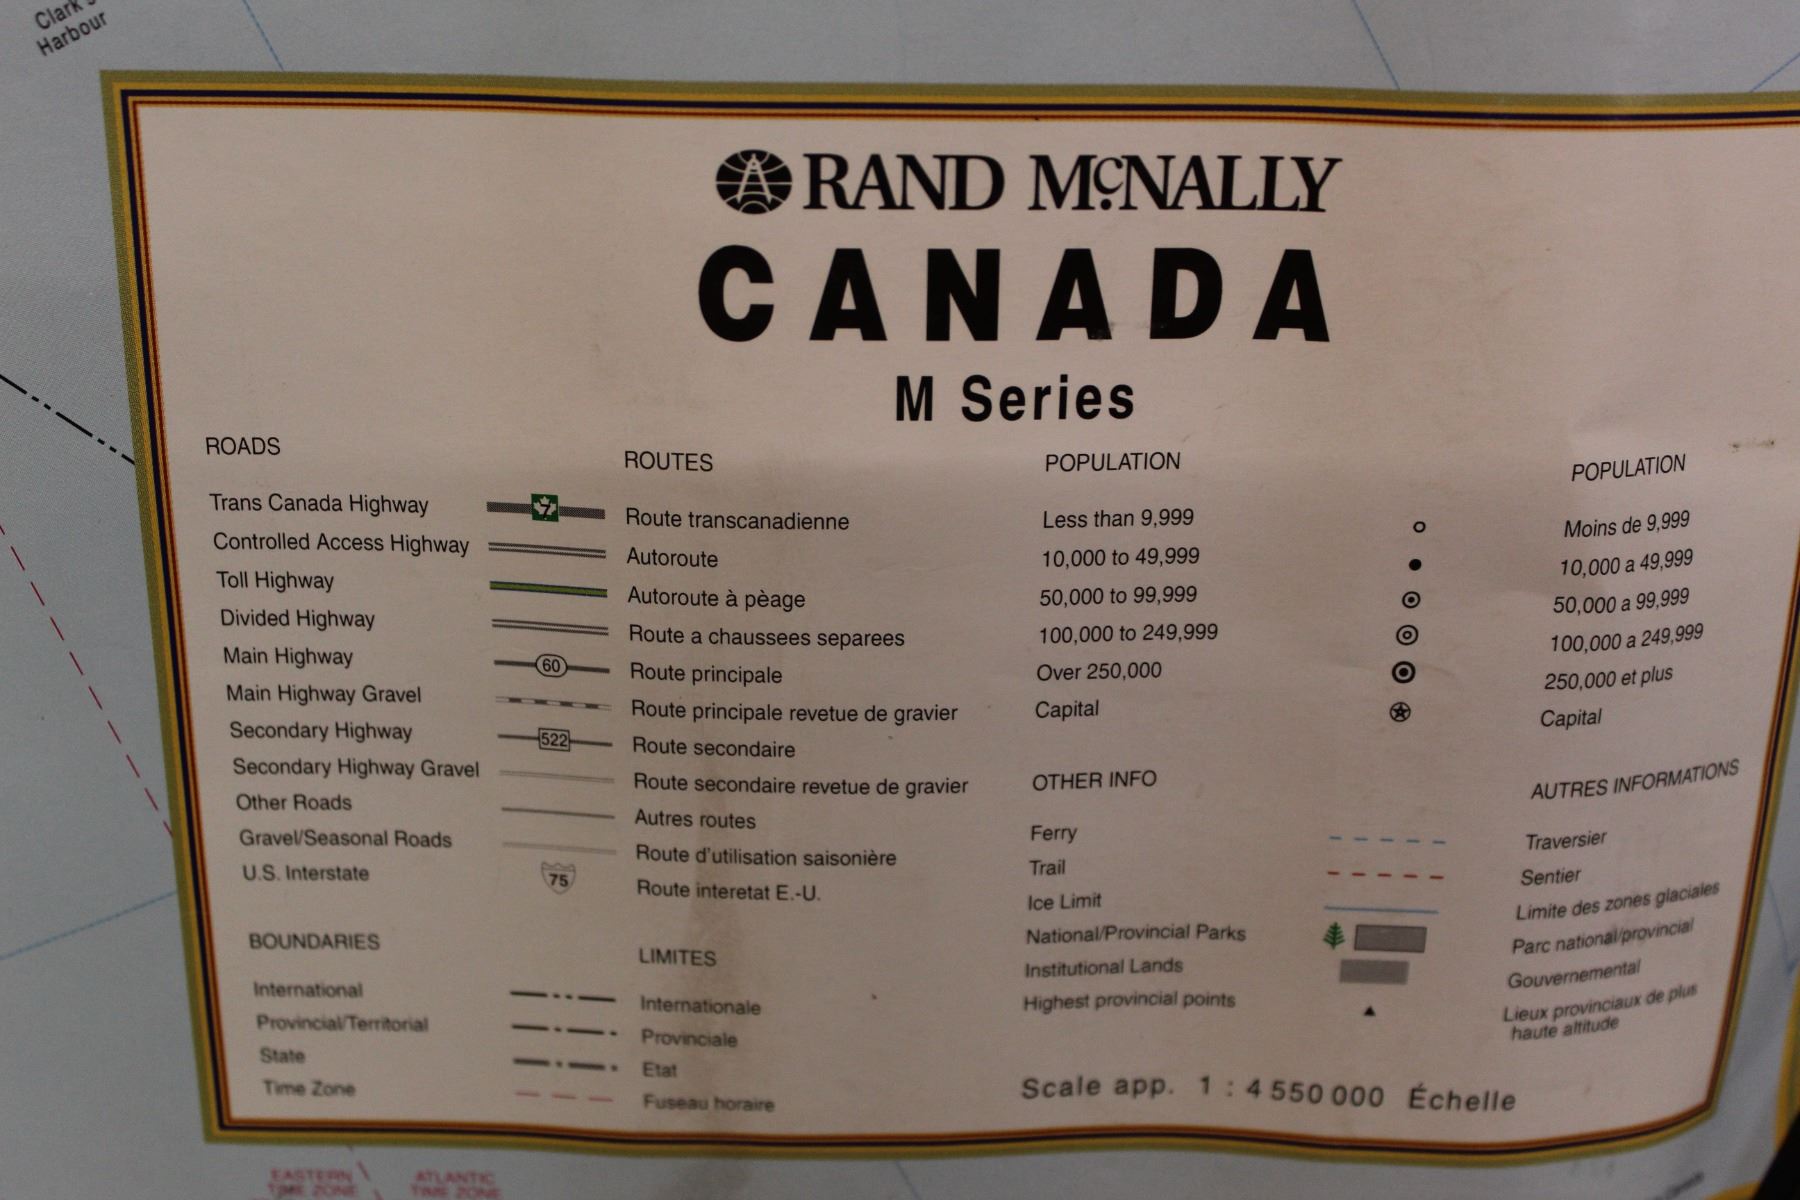 Clark's
Harbour
RAND McNALLY
CANADA
M Series
ROADS
ROUTES
Trans Canada Highway
7
Route transcanadienne
Controlled Access Highway
Autoroute
Toll Highway
Autoroute à pèage
Divided Highway
Route a chaussees separees
Main Highway
60
Route principale
Main Highway Gravel
Route principale revetue de gravier
Secondary Highway
522
Route secondaire
Secondary Highway Gravel
Route secondaire revetue de gravier
Other Roads
Autres routes
Gravel/Seasonal Roads
Route d'utilisation saisonière
U.S. Interstate
75
Route interetat E.-U.
BOUNDARIES
LIMITES
International
Internationale
Provincial/Territorial
Provinciale
State
Etat
Time Zone
Fuseau horaire
POPULATION
POPULATION
Less than 9,999
Moins de 9,999
10,000 to 49,999
10,000 a 49,999
50,000 to 99,999
50,000 a 99,999
100,000 to 249,999
100,000 a 249,999
Over 250,000
250,000 et plus
Capital
Capital
OTHER INFO
AUTRES INFORMATIONS
Ferry
Traversier
Trail
Sentier
Ice Limit
Limite des zones glaciales
National/Provincial Parks
Parc national/provincial
Institutional Lands
Gouvernemental
Highest provincial points
Lieux provinciaux de plus
haute altitude
Scale app. 1 : 4 550 000 Échelle
EASTERN
TIME ZONE
ATLANTIC
TIME ZONE